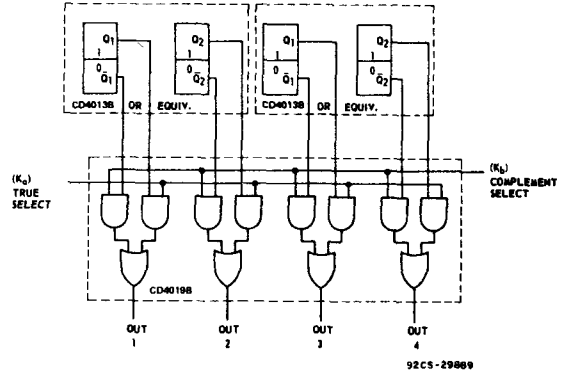 Q1 Q2 Q1 Q2
1 1 1 1
0 0 0 0
Q̄1 Q̄2 Q̄1 Q̄2
CD4013B OR EQUIV. CD4013B OR EQUIV.
(Ka) (Kb)
TRUE COMPLEMENT
SELECT SELECT
CD4019B
OUT OUT OUT OUT
1 2 3 4
92CS-29889